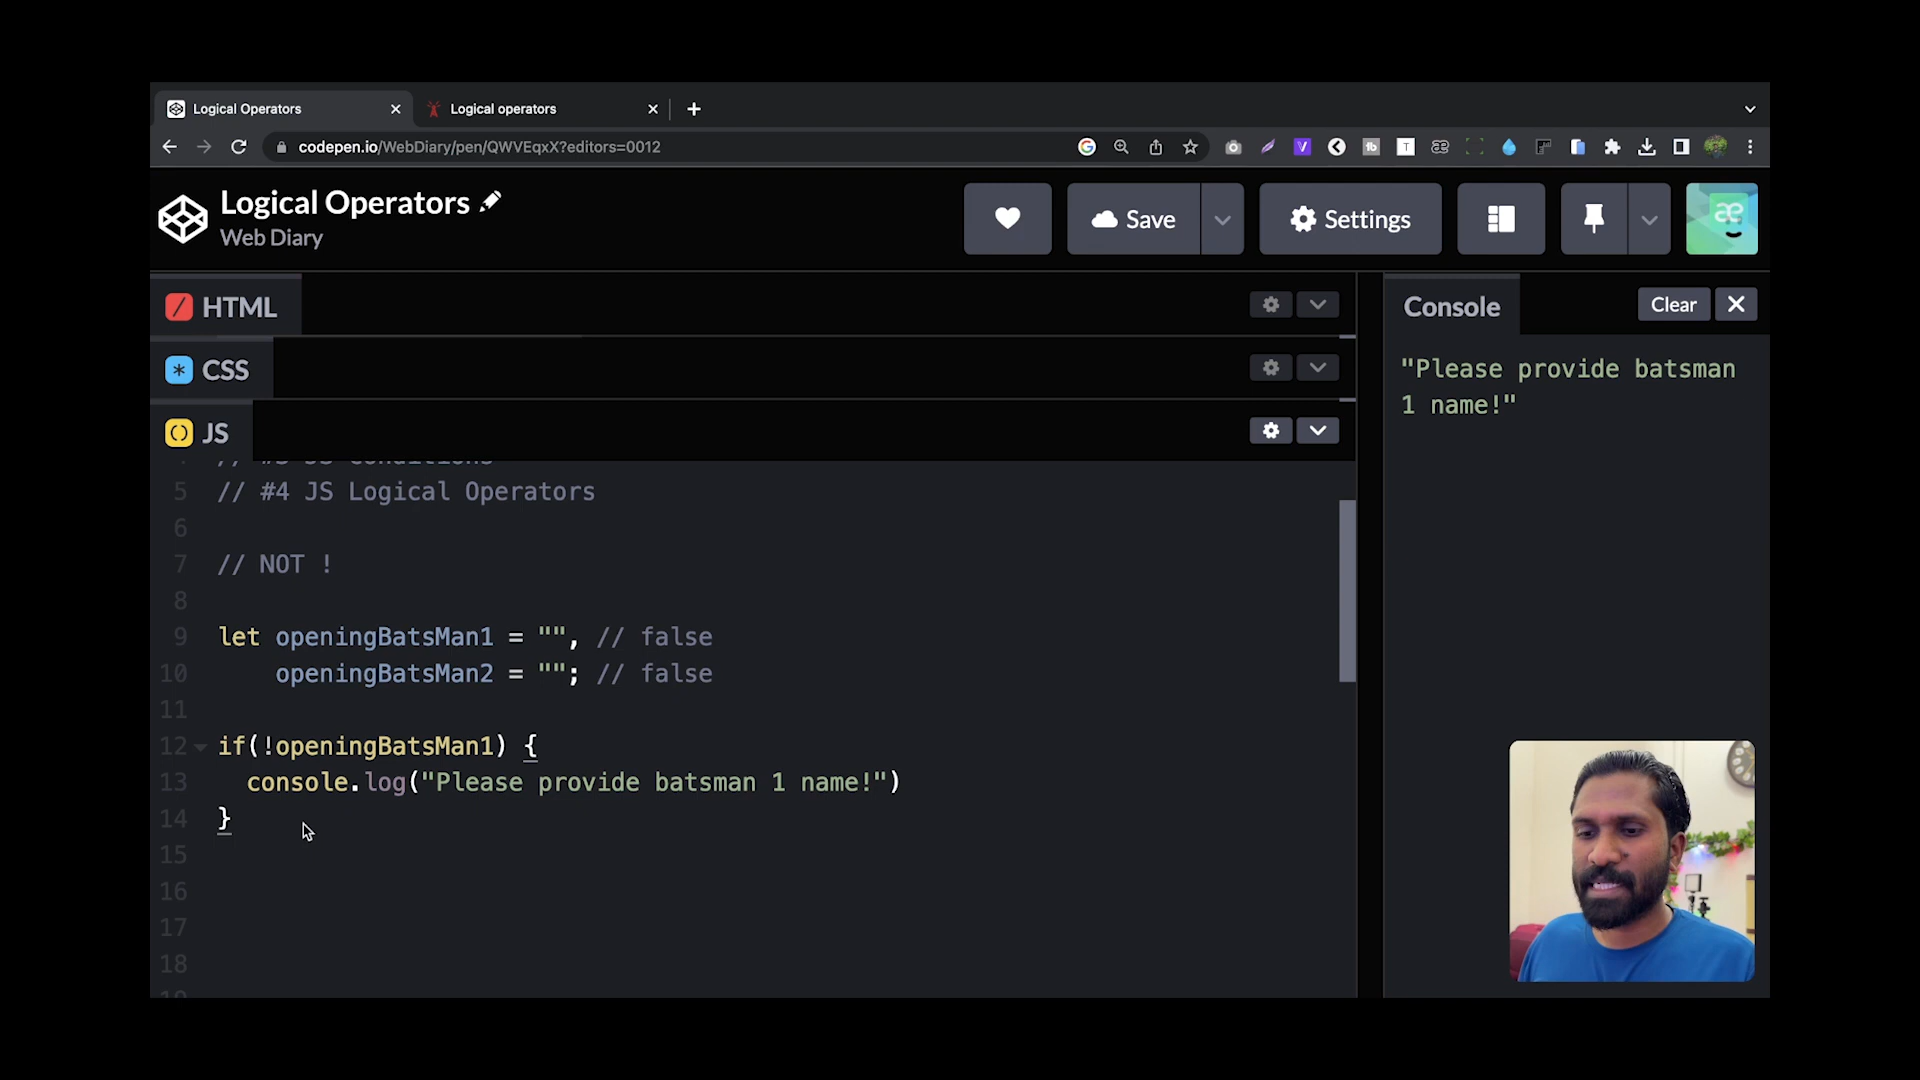 Logical Operators
Logical operators
codepen.io/WebDiary/pen/QWVEqxX?editors=0012
Logical Operators
Web Diary
Save
Settings
HTML
CSS
JS
5 // #4 JS Logical Operators
6
7 // NOT !
8
9 let openingBatsMan1 = "", // false
10 openingBatsMan2 = ""; // false
11
12 if(!openingBatsMan1) {
13 console.log("Please provide batsman 1 name!")
14 }
15
16
17
18
Console
Clear
"Please provide batsman
1 name!"